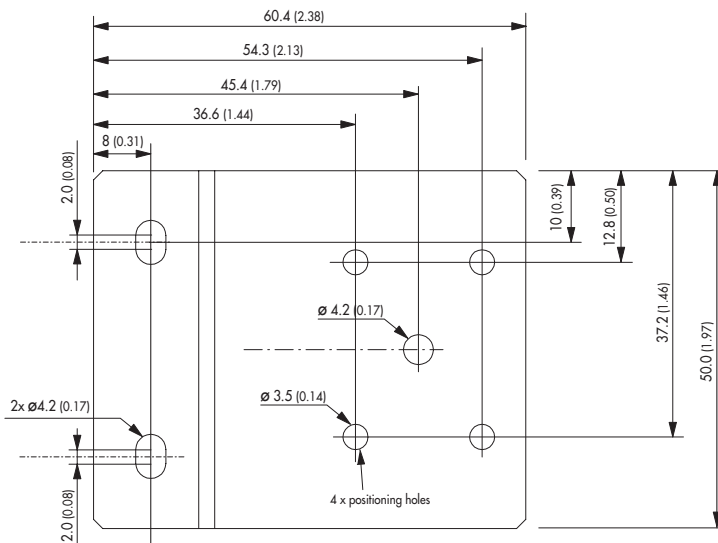 60.4 (2.38)
54.3 (2.13)
45.4 (1.79)
36.6 (1.44)
8 (0.31)
2.0 (0.08)
10 (0.39)
12.8 (0.50)
37.2 (1.46)
50.0 (1.97)
ø 4.2 (0.17)
ø 3.5 (0.14)
2x ø4.2 (0.17)
2.0 (0.08)
4 x positioning holes